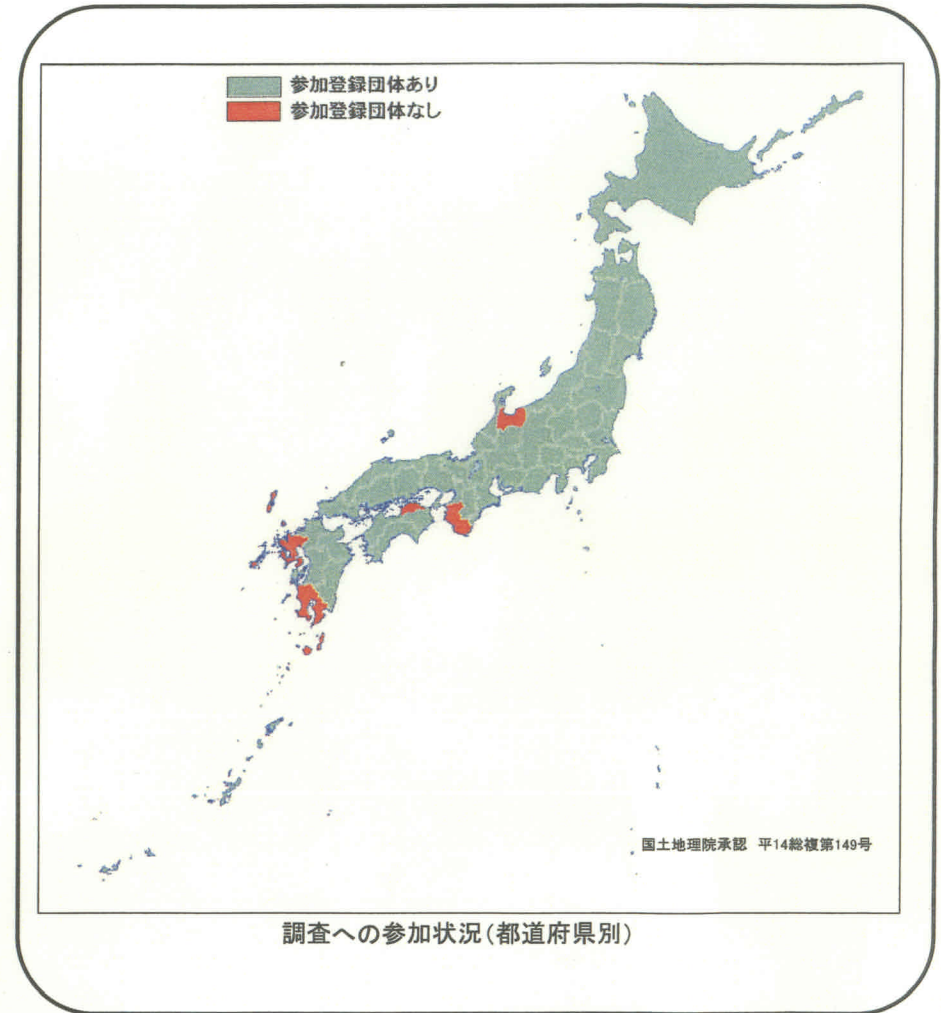 参加登録団体あり
参加登録団体なし
国土地理院承認 平14総複第149号
調査への参加状況(都道府県別)